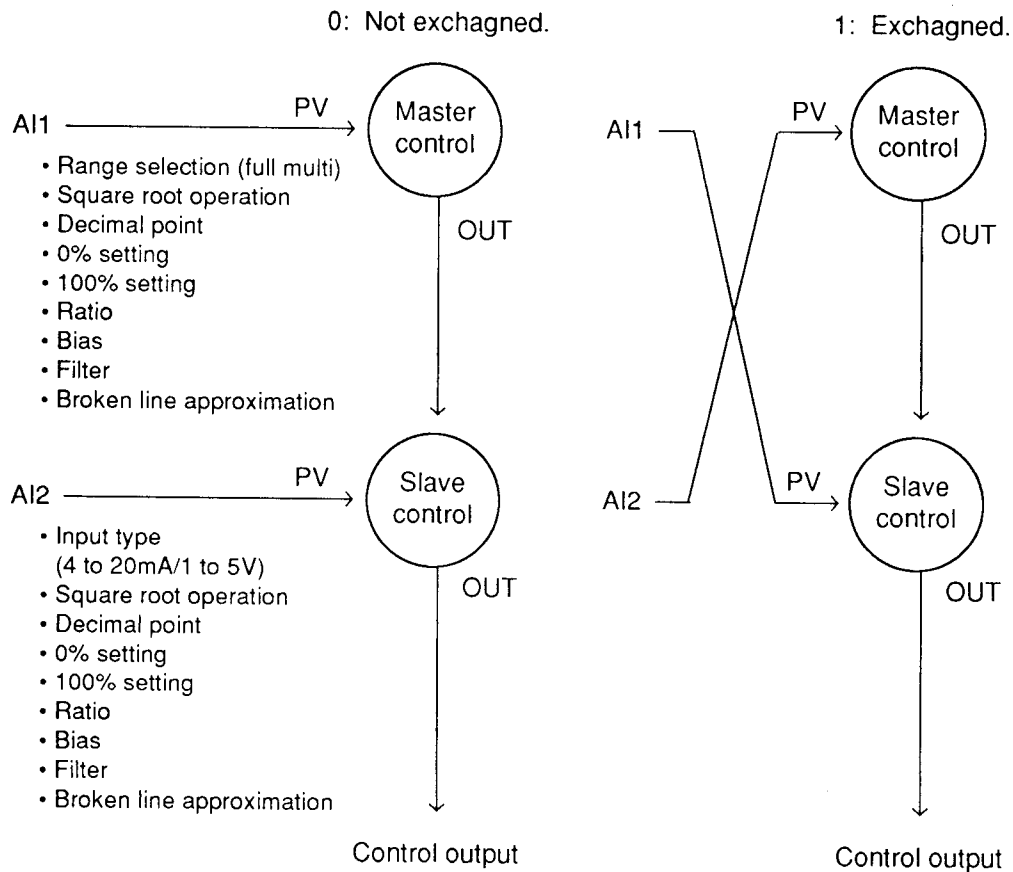 0: Not exchagned.
AI1
PV
Master
control
• Range selection (full multi)
• Square root operation
• Decimal point
• 0% setting
• 100% setting
• Ratio
• Bias
• Filter
• Broken line approximation
OUT
AI2
PV
Slave
control
• Input type
(4 to 20mA/1 to 5V)
• Square root operation
• Decimal point
• 0% setting
• 100% setting
• Ratio
• Bias
• Filter
• Broken line approximation
OUT
Control output
1: Exchagned.
AI1
PV
Master
control
OUT
AI2
PV
Slave
control
OUT
Control output